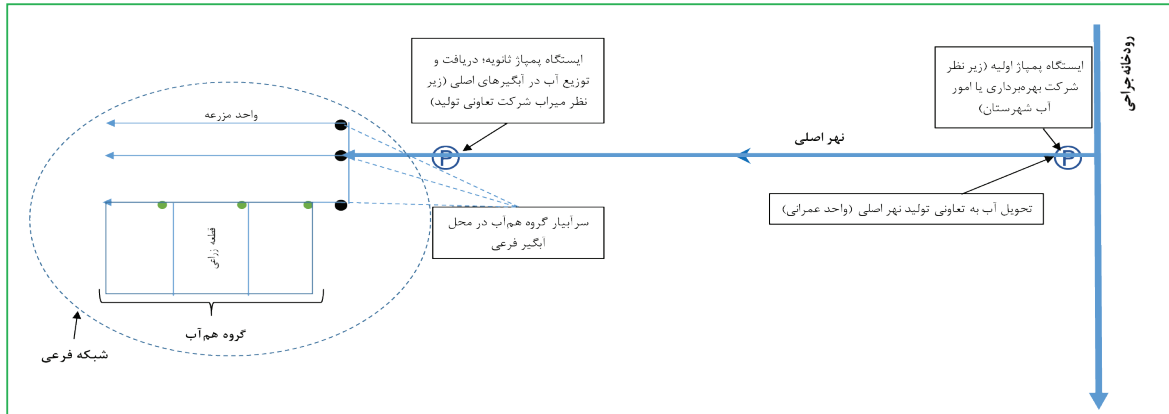 رودخانه جراحی
ایستگاه پمپاژ اولیه (زیر نظر
شرکت بهره‌برداری یا امور
آب شهرستان)
P
تحویل آب به تعاونی تولید نهر اصلی (واحد عمرانی)
نهر اصلی
ایستگاه پمپاژ ثانویه؛ دریافت و
توزیع آب در آبگیرهای اصلی (زیر
نظر میراب شرکت تعاونی تولید)
P
سرآبیار گروه هم‌آب در محل
آبگیر فرعی
واحد مزرعه
قطعه زراعی
گروه هم‌آب
شبکه فرعی